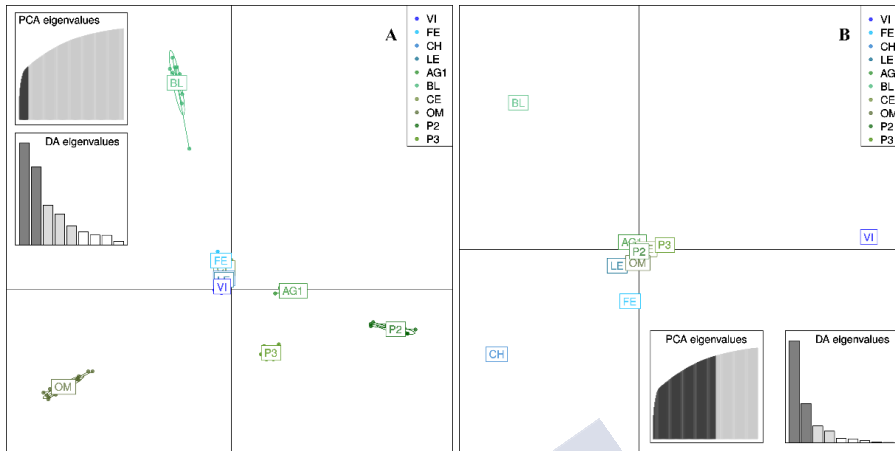 PCA eigenvalues
DA eigenvalues
A
VI
FE
CH
LE
AG1
BL
CE
OM
P2
P3
BL
FE
VI
AG1
P2
P3
OM
B
VI
FE
CH
LE
AG
BL
CE
OM
P2
P3
BL
VI
AG1
P3
P2
LE
OM
FE
CH
PCA eigenvalues
DA eigenvalues